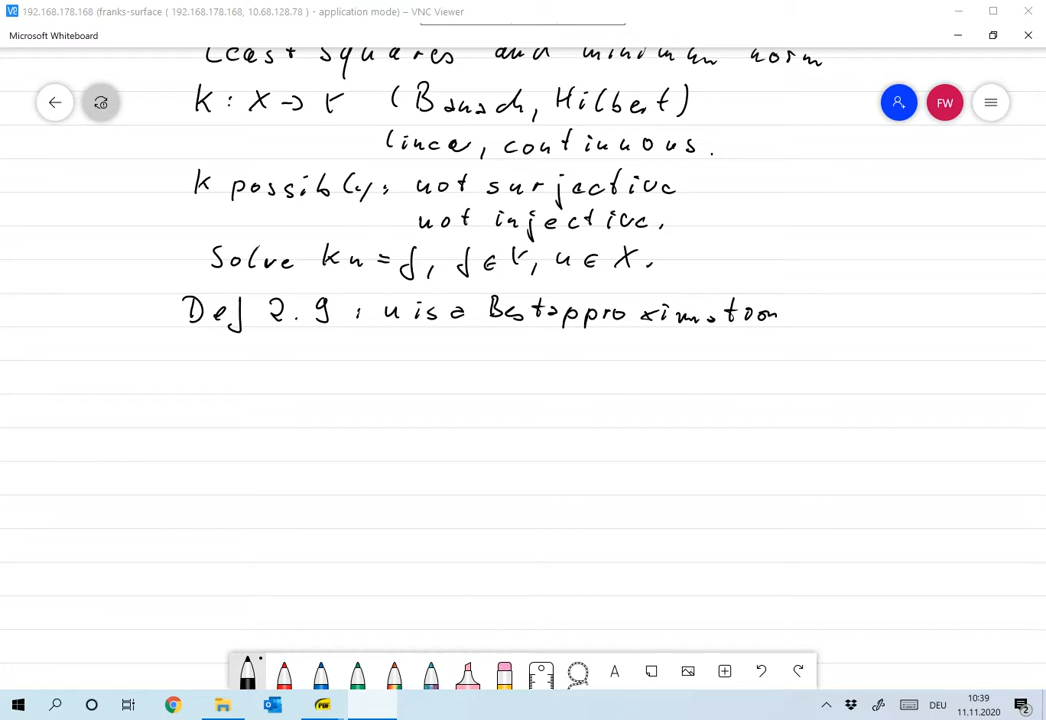 192.168.178.168 (franks-surface ( 192.168.178.168, 10.68.128.78 ) - application mode) – VNC Viewer
Microsoft Whiteboard
Least squares and minimum norm
K : X → Y (Banach, Hilbert)
FW
linear, continuous.
K possibly: not surjective
not injective.
Solve Ku = f, f ∈ Y, u ∈ X.
Def 2.9 : u is a Bestapproximation
A
DEU
10:39
11.11.2020
2